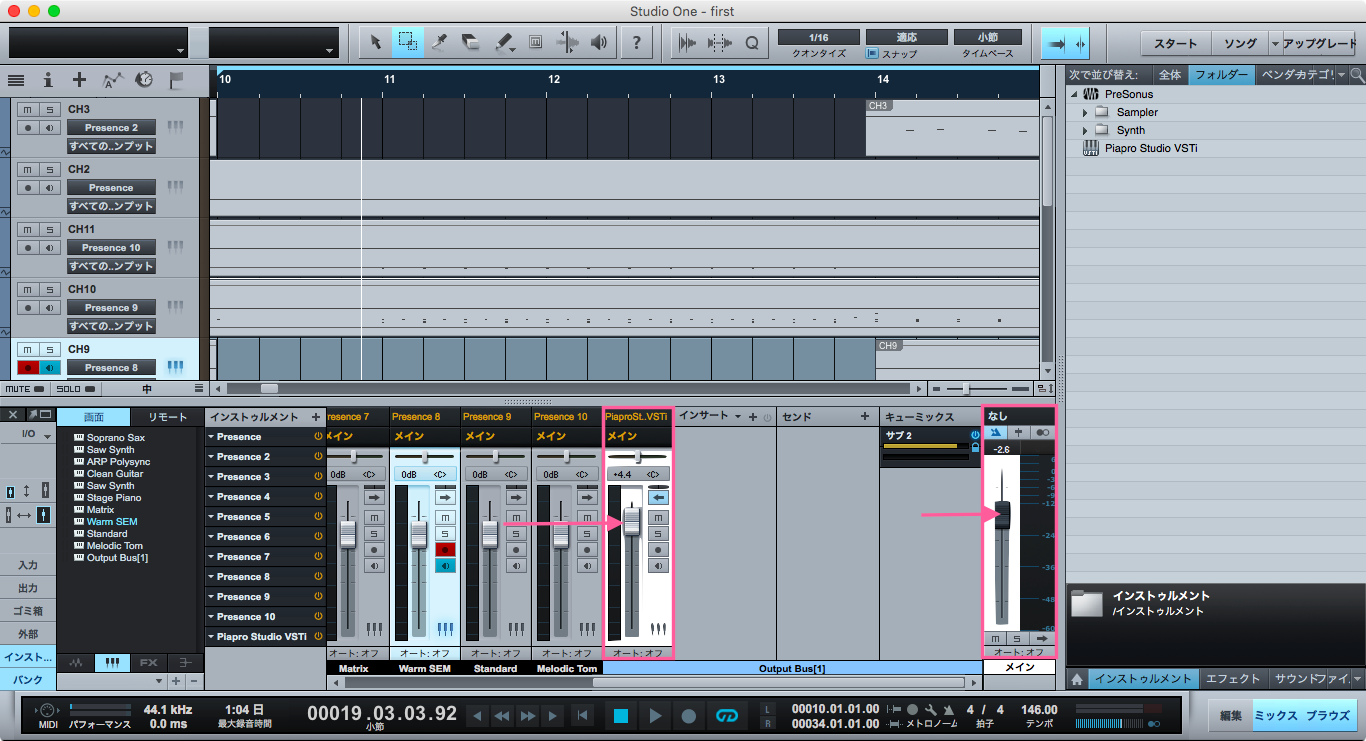 Studio One - first
1/16
クオンタイズ
適応
スナップ
小節
タイムベース
スタート
ソング
アップグレード
10
11
12
13
14
次で並び替え:
全体
フォルダー
ベンダー
カテゴリ
PreSonus
Sampler
Synth
Piapro Studio VSTi
M S CH3
Presence 2
すべての..ンプット
CH3
M S CH2
Presence
すべての..ンプット
M S CH11
Presence 10
すべての..ンプット
M S CH10
Presence 9
すべての..ンプット
M S CH9
Presence 8
CH9
MUTE
SOLO
中
I/O
画面
リモート
Soprano Sax
Saw Synth
ARP Polysync
Clean Guitar
Saw Synth
Stage Piano
Matrix
Warm SEM
Standard
Melodic Tom
Output Bus[1]
入力
出力
ゴミ箱
外部
インスト...
バンク
FX
インストゥルメント
Presence
Presence 2
Presence 3
Presence 4
Presence 5
Presence 6
Presence 7
Presence 8
Presence 9
Presence 10
Piapro Studio VSTi
resence 7
メイン
0dB <C>
M
S
オート: オフ
Matrix
Presence 8
メイン
0dB <C>
M
S
オート: オフ
Warm SEM
Presence 9
メイン
0dB <C>
M
S
オート: オフ
Standard
Presence 10
メイン
0dB <C>
M
S
オート: オフ
Melodic Tom
PiaproSt..VSTi
メイン
+4.4 <C>
M
S
オート: オフ
Output Bus[1]
インサート
センド
キューミックス
サブ 2
なし
-2.6
6
-3
-6
-9
-12
-24
-36
-48
-60
M S
オート: オフ
メイン
インストゥルメント
/インストゥルメント
インストゥルメント
エフェクト
サウンド
ファイ.
MIDI
パフォーマンス
44.1 kHz
0.0 ms
1:04 日
最大録音時間
00019.03.03.92
小節
L
R
00010.01.01.00
00034.01.01.00
メトロノーム
4 / 4
拍子
146.00
テンポ
編集
ミックス
ブラウズ